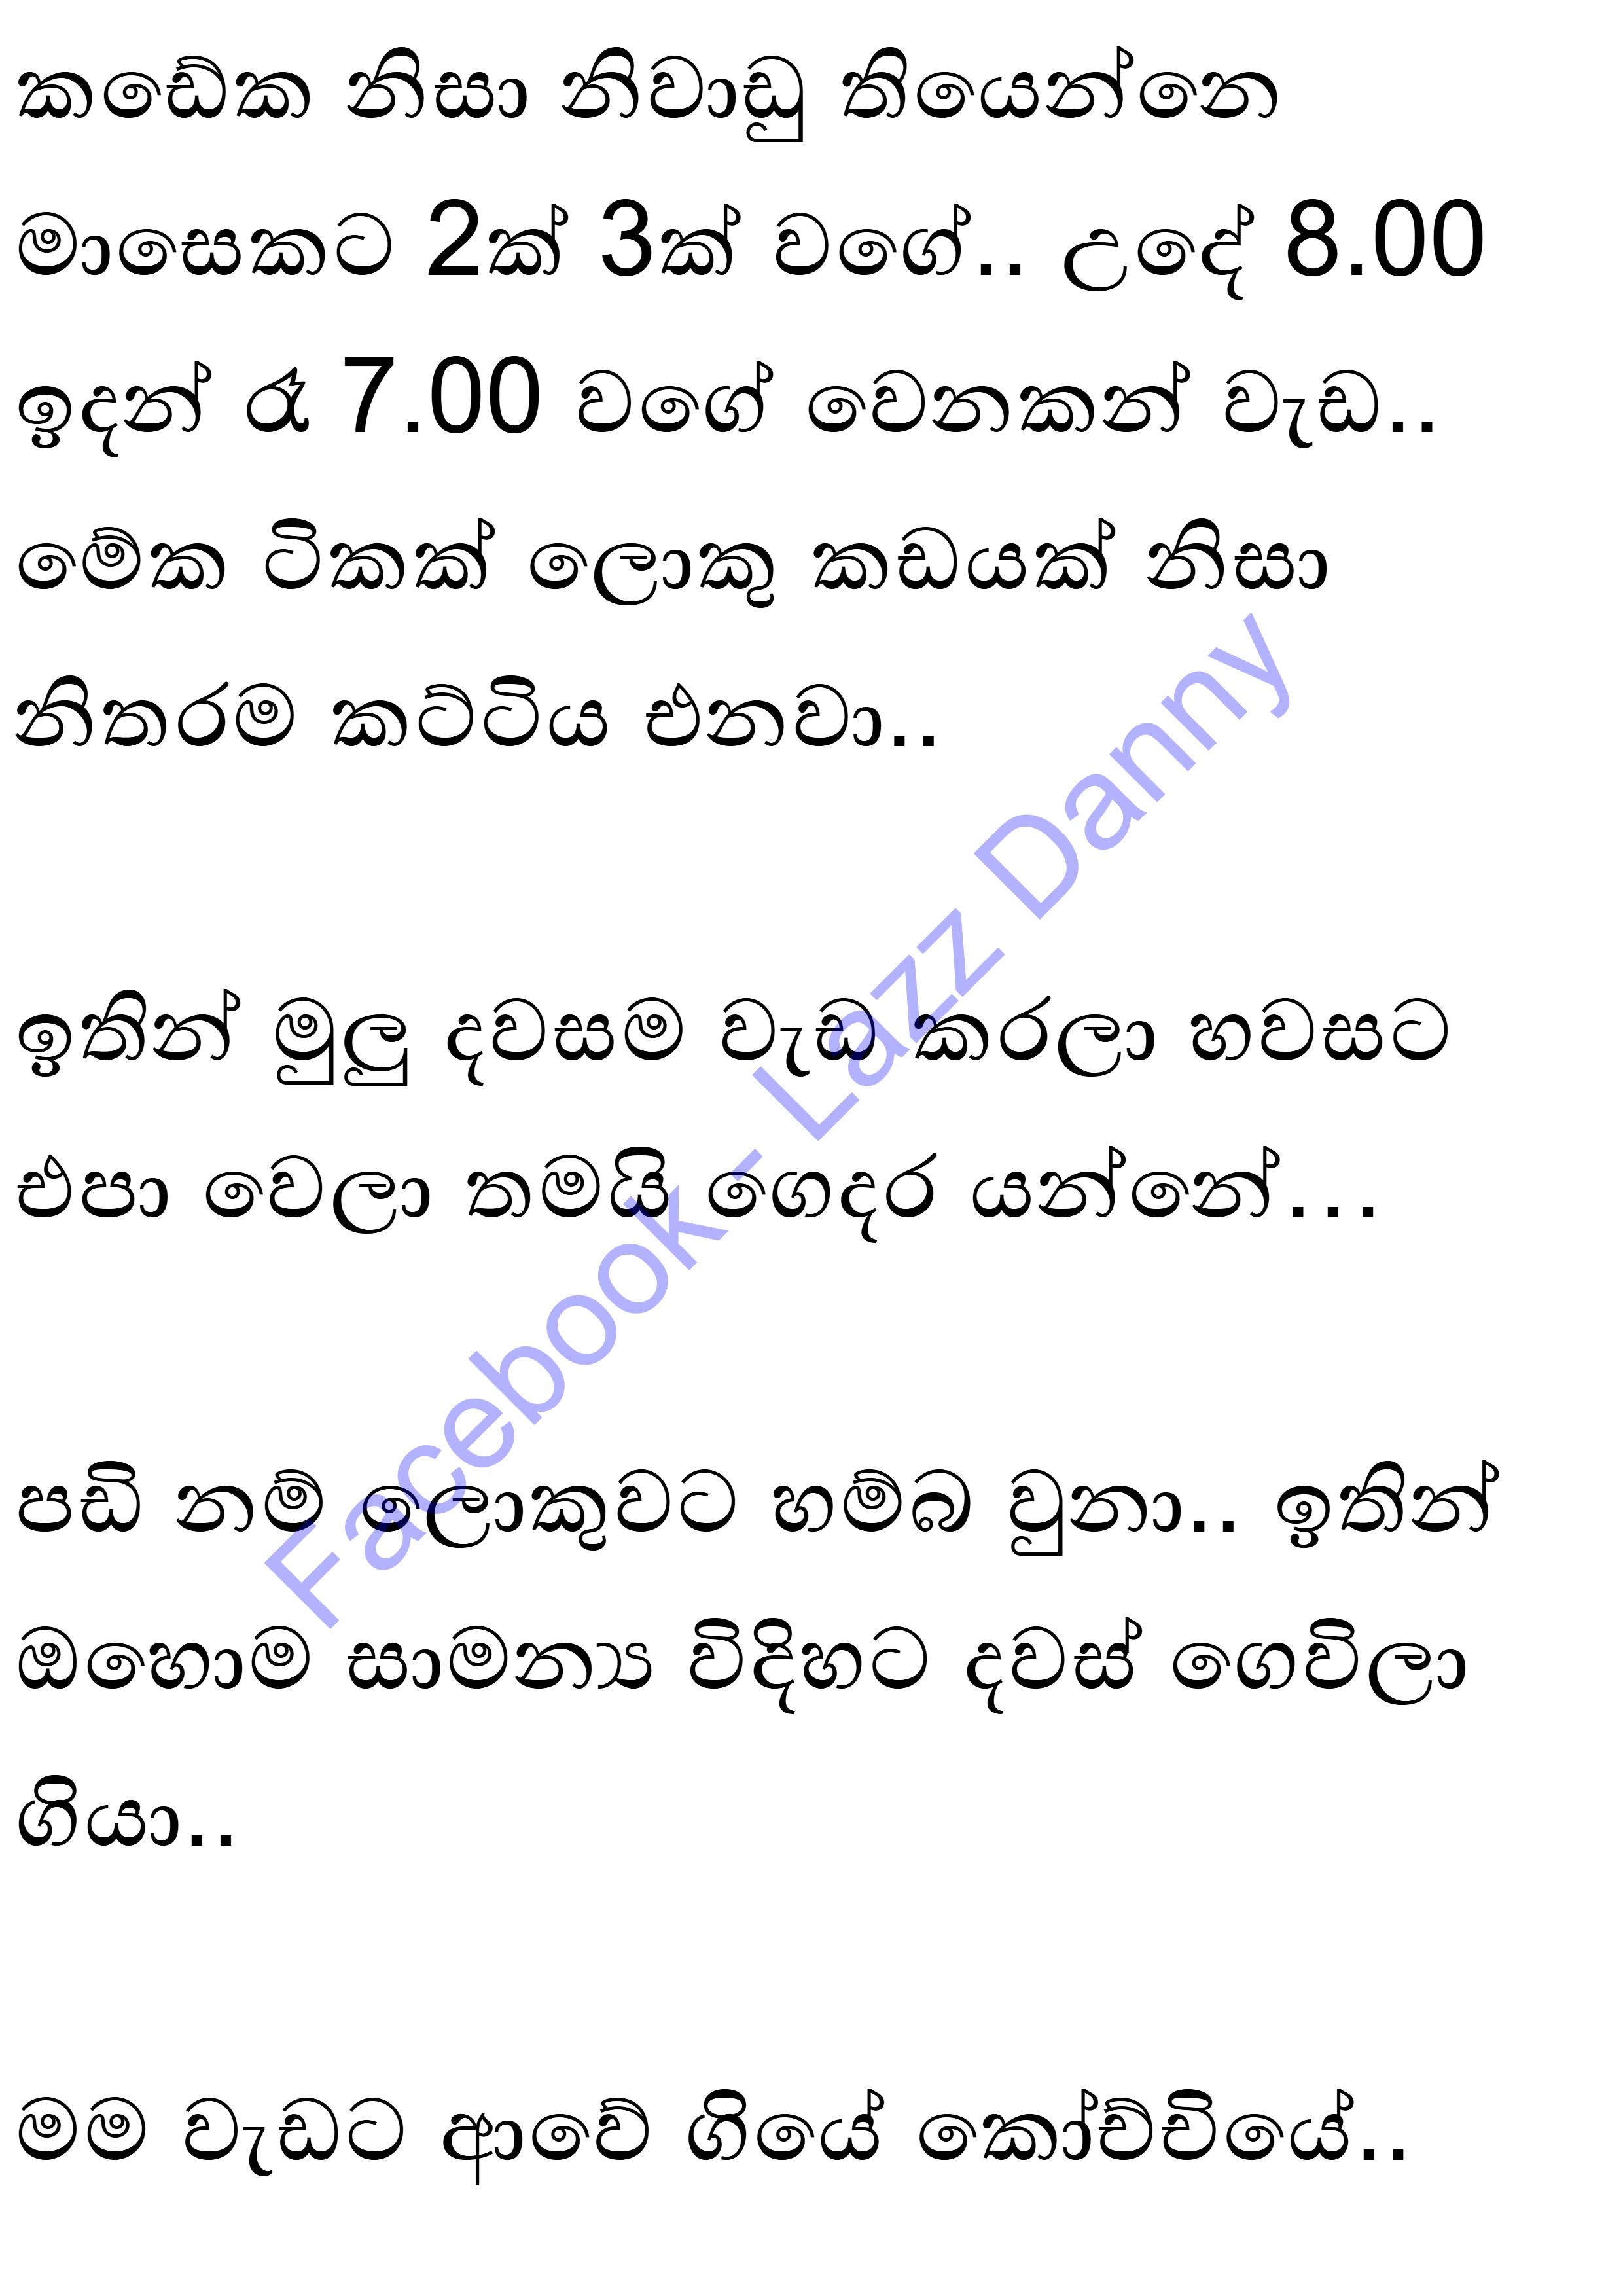 කඩේක නිසා නිවාඩු තියෙන්නෙ
මාසෙකට 2ක් 3ක් වගේ.. උදේ 8.00
ඉදන් රෑ 7.00 වගේ වෙනකන් වැඩ..
මේක ටිකක් ලොකු කඩයක් නිසා
නිතරම කට්ටිය එනවා..
ඉතින් මුලු දවසම වැඩ කරලා හවසට
එපා වෙලා තමයි ගෙදර යන්නේ…
පඩි නම් ලොකුවට හම්බ වුනා.. ඉතින්
ඔහොම සාමන්‍ය විදිහට දවස් ගෙවිලා
ගියා..
මම වැඩට ආවේ ගියේ කෝච්චියේ..
Facebook - Lazz Danny